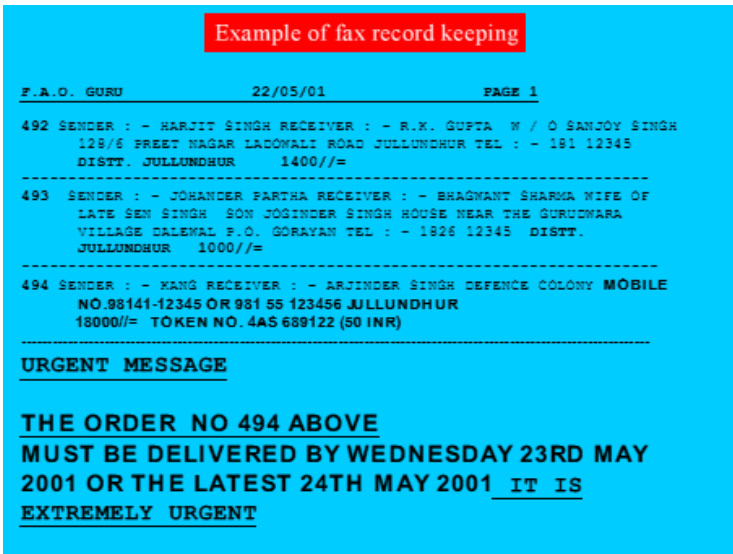 Example of fax record keeping
F.A.O. GURU 22/05/01 PAGE 1
492 SENDER : - HARJIT SINGH RECEIVER : - R.K. GUPTA W / O SANJOY SINGH
128/6 PREET NAGAR LADOWALI ROAD JULLUNDHUR TEL : - 181 12345
DISTT. JULLUNDHUR 1400//=
493 SENDER : - JOHANDER PARTHA RECEIVER : - BHAGWANT SHARMA WIFE OF
LATE SEN SINGH SON JOGINDER SINGH HOUSE NEAR THE GURUDWARA
VILLAGE DALEWAL P.O. GORAYAN TEL : - 1826 12345 DISTT.
JULLUNDHUR 1000//=
494 SENDER : - KANG RECEIVER : - ARJINDER SINGH DEFENCE COLONY MOBILE
NO.98141-12345 OR 981 55 123456 JULLUNDHUR
18000//= TOKEN NO. 4AS 689122 (50 INR)
URGENT MESSAGE
THE ORDER NO 494 ABOVE
MUST BE DELIVERED BY WEDNESDAY 23RD MAY
2001 OR THE LATEST 24TH MAY 2001 IT IS
EXTREMELY URGENT